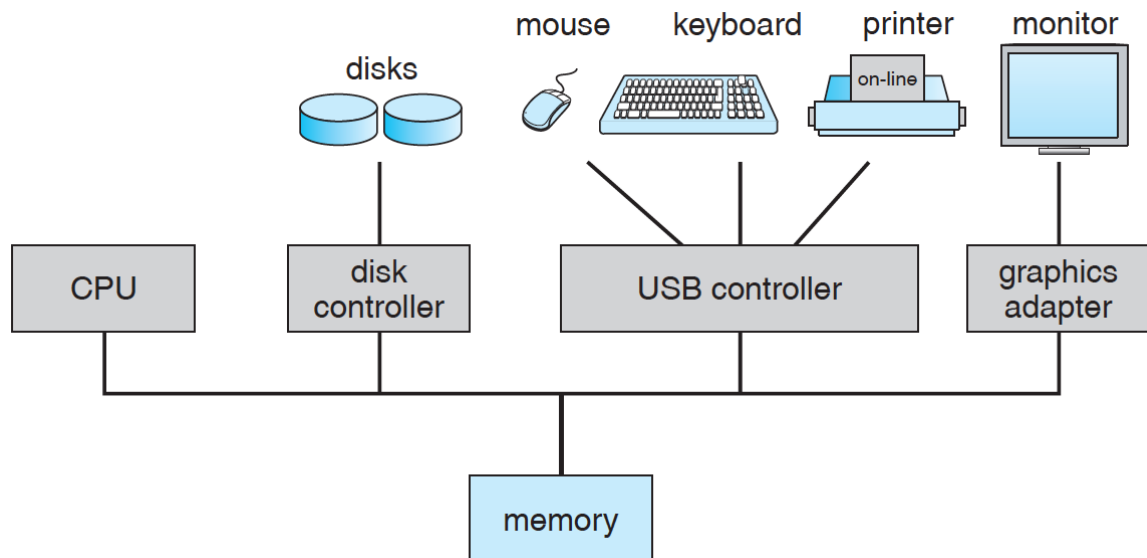 mouse
keyboard
printer
monitor
disks
on-line
CPU
disk
controller
USB controller
graphics
adapter
memory